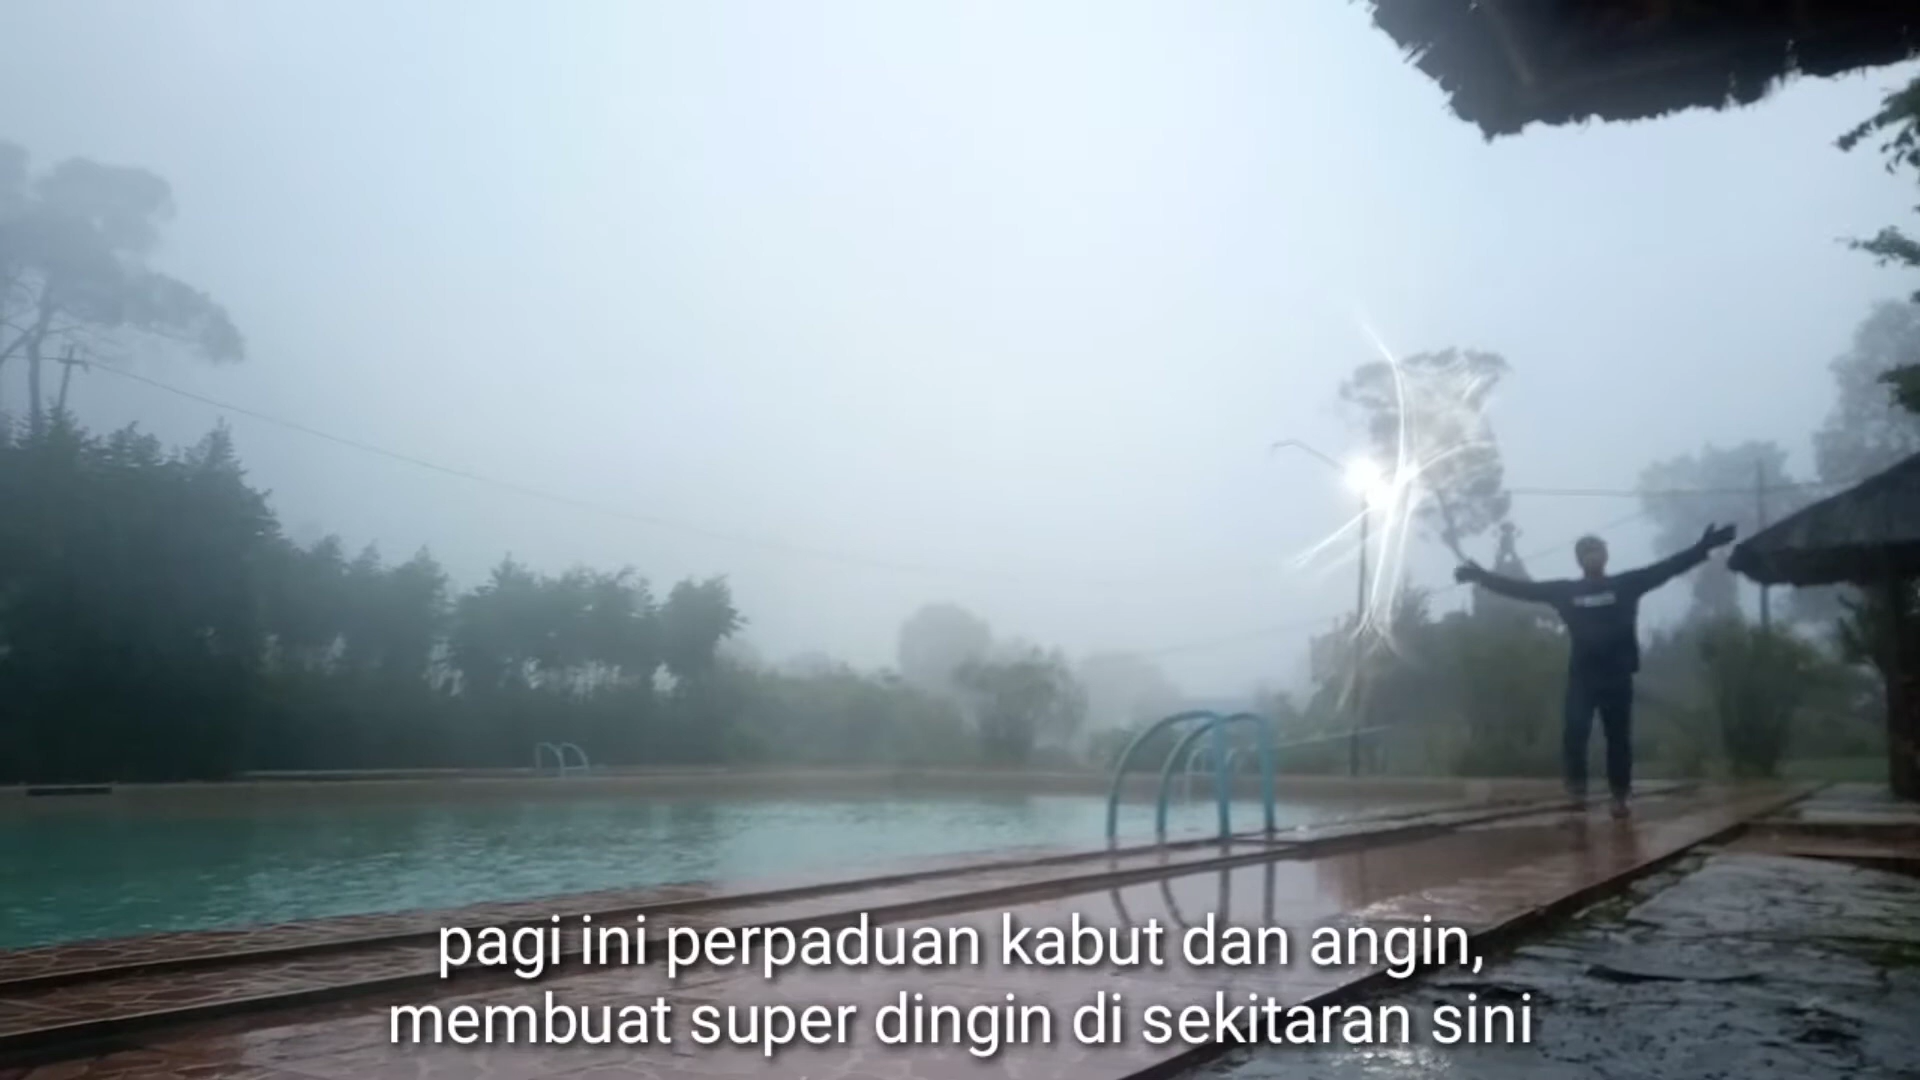 pagi ini perpaduan kabut dan angin,
membuat super dingin di sekitaran sini